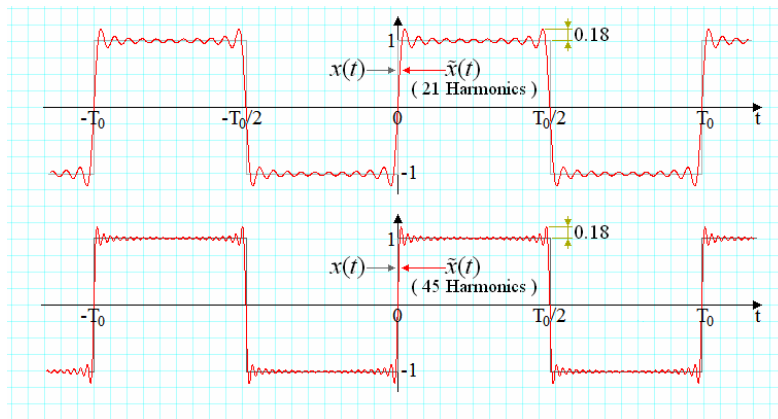 0.18
1
x(t)
x̃(t)
( 21 Harmonics )
-T₀
-T₀/2
0
T₀/2
T₀
t
-1
0.18
1
x(t)
x̃(t)
( 45 Harmonics )
-T₀
0
T₀/2
T₀
t
-1